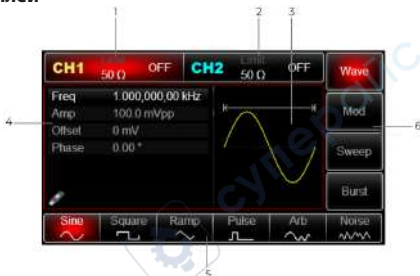 1
2
3
CH1
50 Ω
OFF
CH2
Limit
50 Ω
OFF
Wave
Freq
1.000,000,00 kHz
Amp
100.0 mVpp
Offset
0 mV
Phase
0.00 °
Mod
Sweep
Burst
4
6
Sine
Square
Ramp
Pulse
Arb
Noise
5